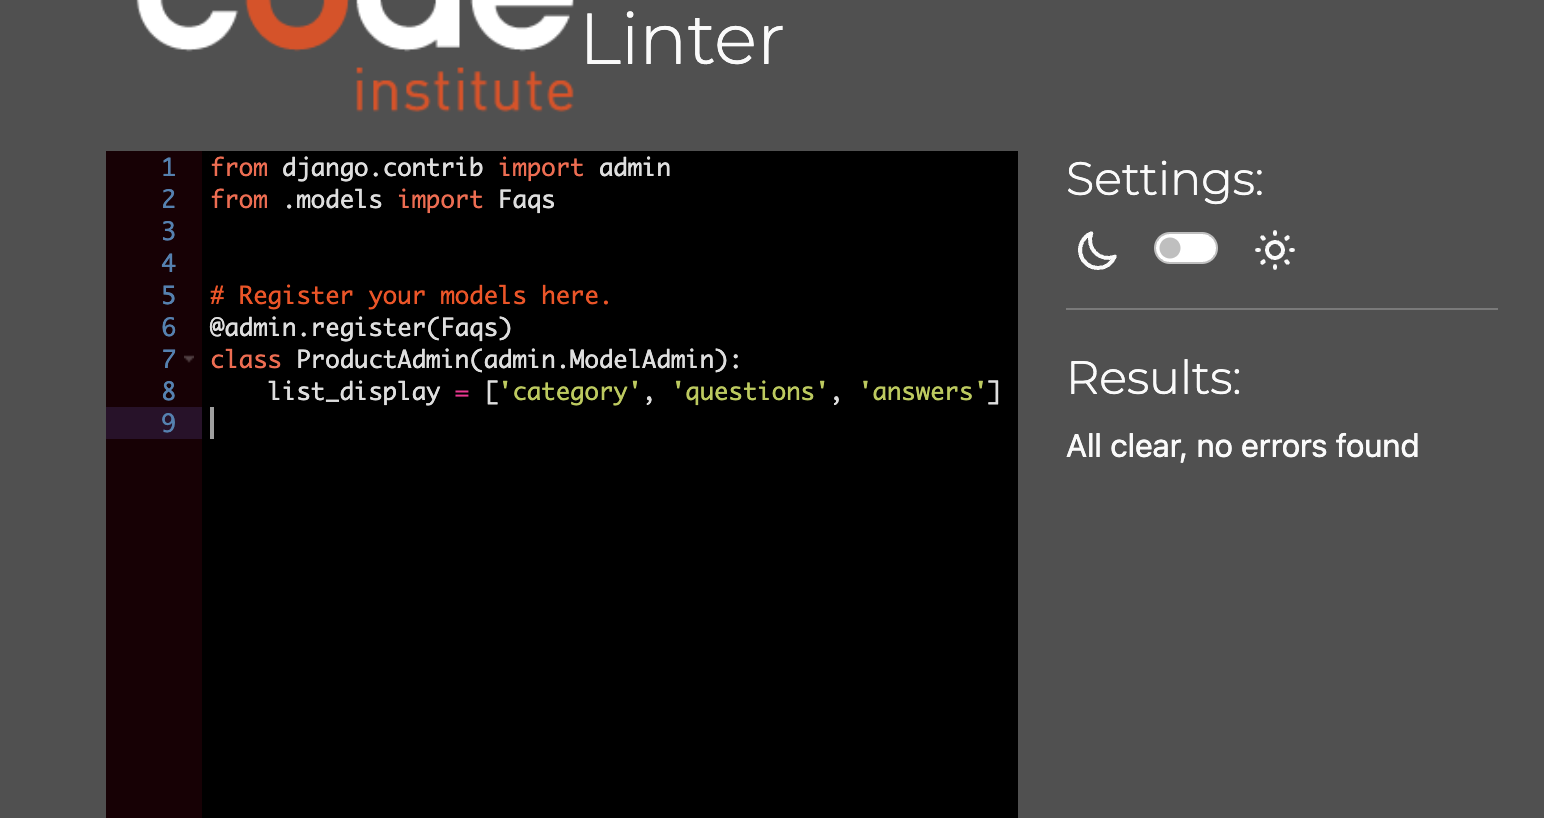 code
institute
Linter
1 from django.contrib import admin
2 from .models import Faqs
3
4
5 # Register your models here.
6 @admin.register(Faqs)
7 class ProductAdmin(admin.ModelAdmin):
8     list_display = ['category', 'questions', 'answers']
9
Settings:
Results:
All clear, no errors found